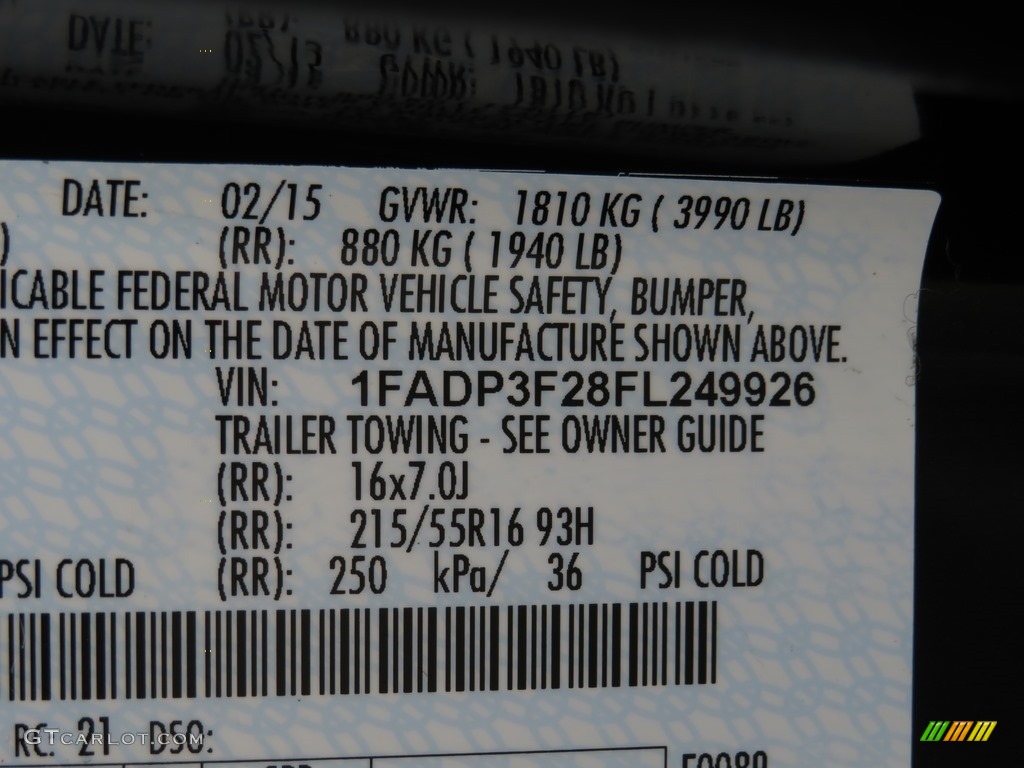 DATE: 02/15 GVWR: 1810 KG ( 3990 LB)
) (RR): 880 KG ( 1940 LB)
ICABLE FEDERAL MOTOR VEHICLE SAFETY, BUMPER,
N EFFECT ON THE DATE OF MANUFACTURE SHOWN ABOVE.
VIN: 1FADP3F28FL249926
TRAILER TOWING - SEE OWNER GUIDE
(RR): 16x7.0J
(RR): 215/55R16 93H
PSI COLD (RR): 250 kPa/ 36 PSI COLD
RC: 21 DSO:
GTcarlot.com